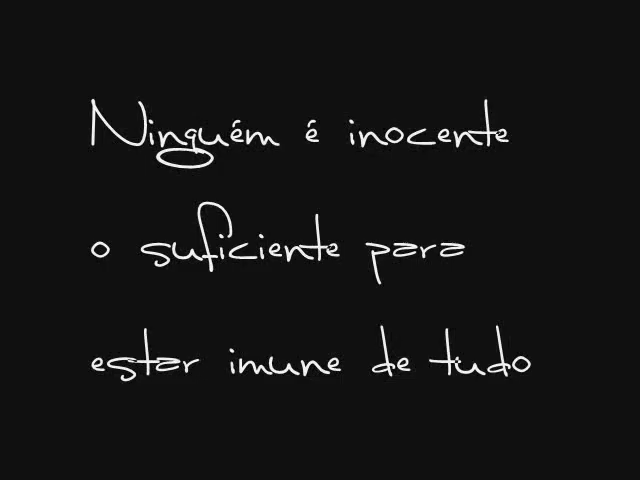 Ninguém é inocente
o suficiente para
estar imune de tudo